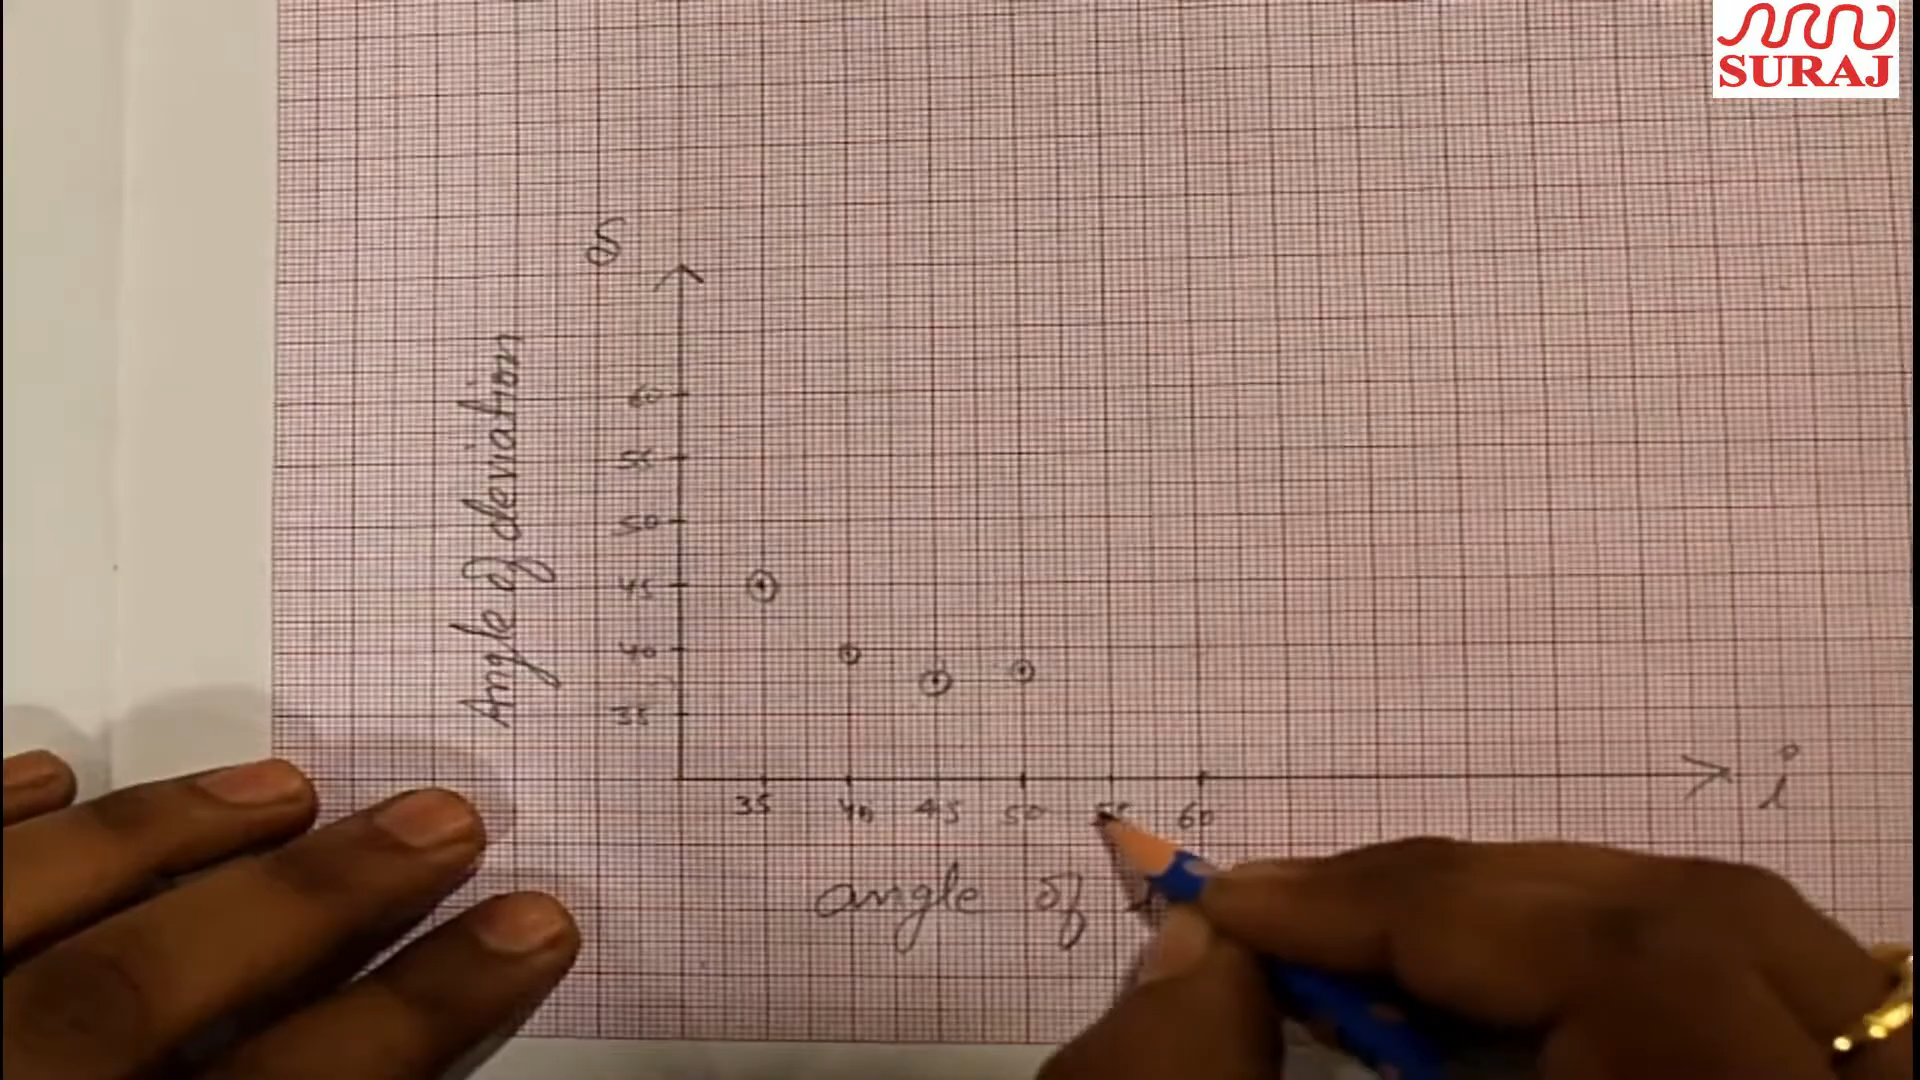 SURAJ
δ
Angle of deviation
60
55
50
45
40
35
35 40 45 50 55 60
i
angle of